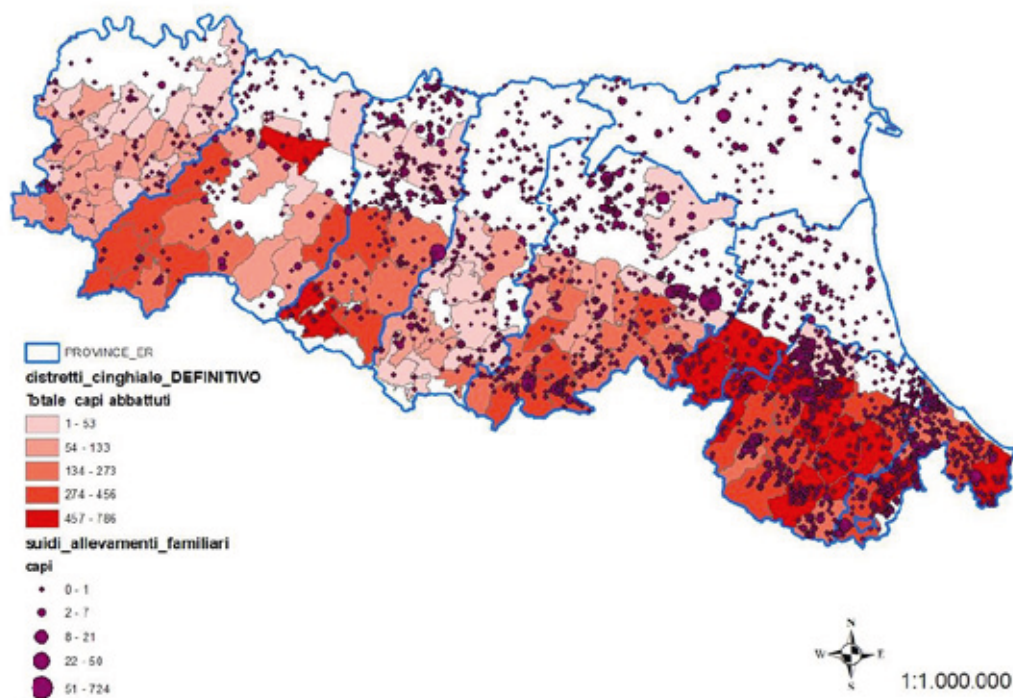 PROVINCE_ER
distretti_cinghiale_DEFINITIVO
Totale capi abbattuti
1 - 53
54 - 133
134 - 273
274 - 456
457 - 786
suidi_allevamenti_familiari
capi
0 - 1
2 - 7
8 - 21
22 - 50
51 - 724
N
W E
S
1:1.000.000